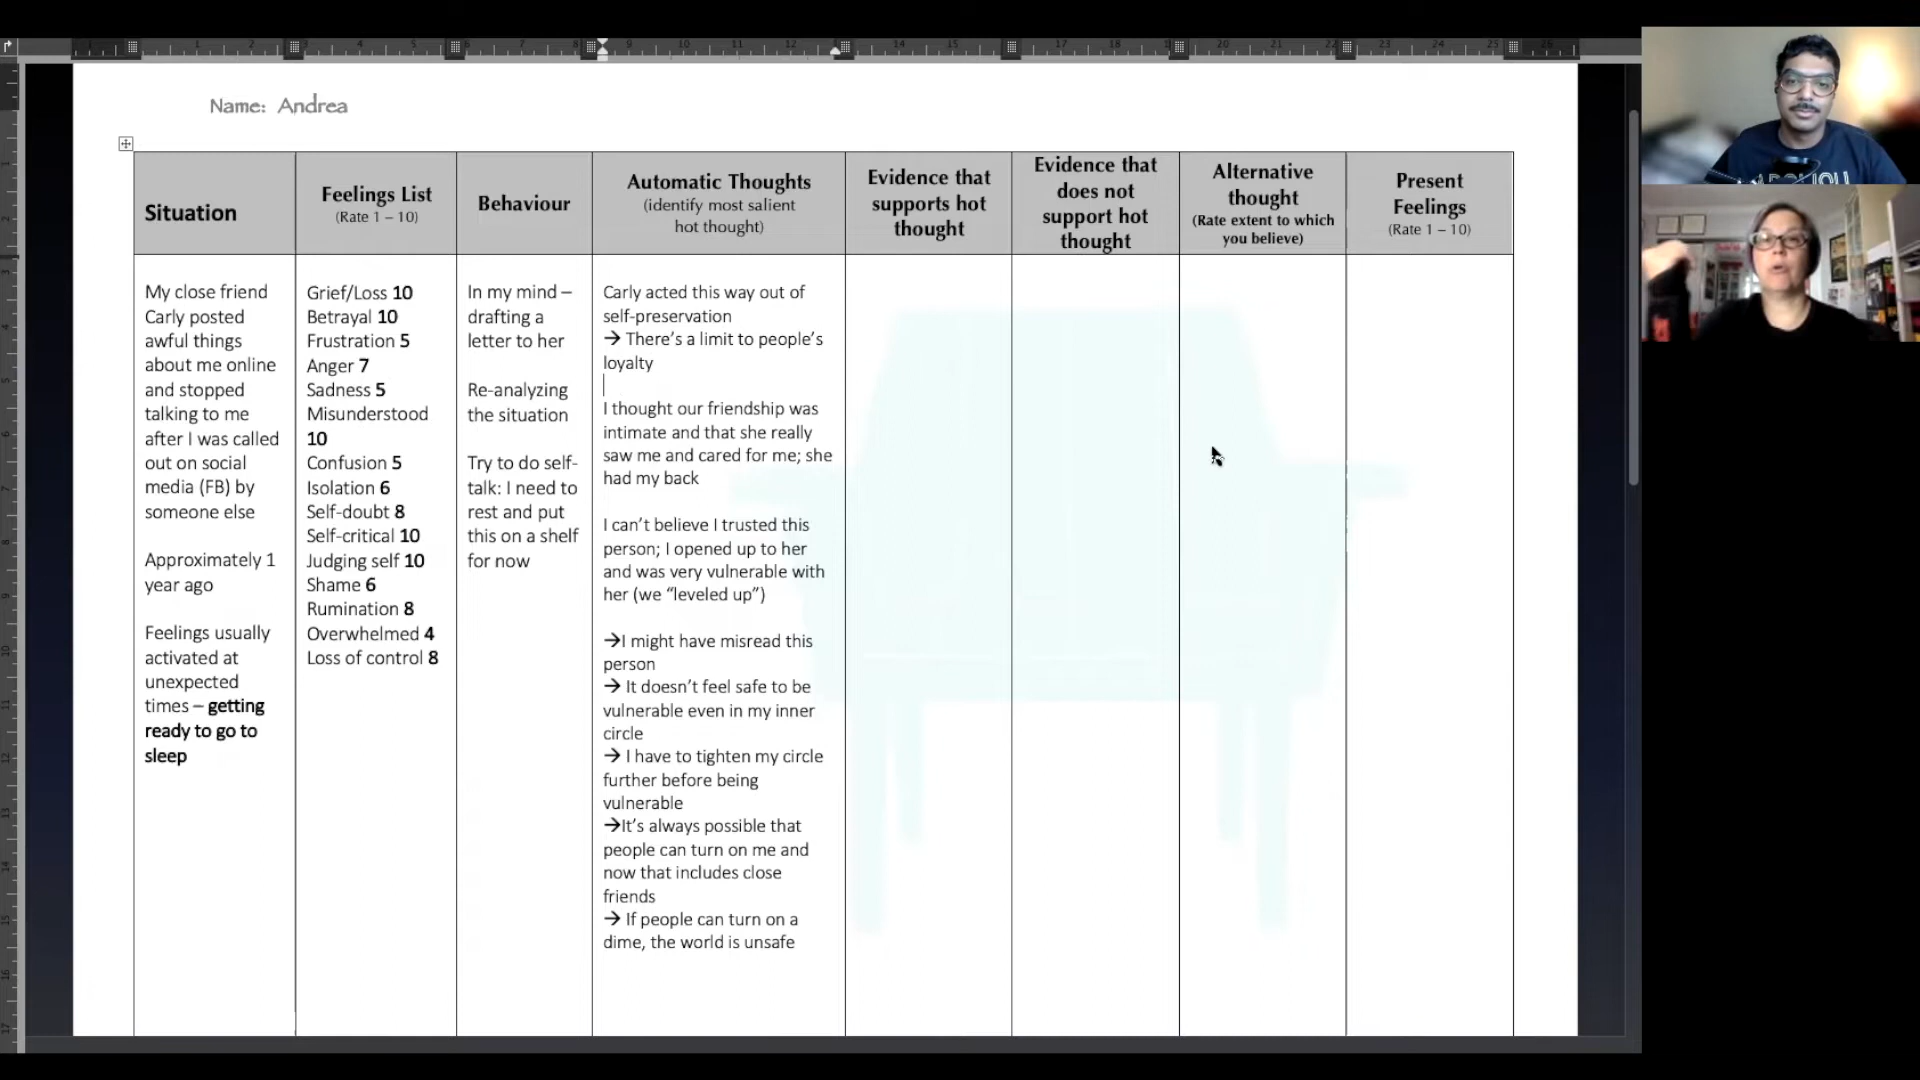 Name: Andrea
Situation
Feelings List
(Rate 1 – 10)
Behaviour
Automatic Thoughts
(identify most salient
hot thought)
Evidence that
supports hot
thought
Evidence that
does not
support hot
thought
Alternative
thought
(Rate extent to which
you believe)
Present
Feelings
(Rate 1 – 10)
My close friend
Carly posted
awful things
about me online
and stopped
talking to me
after I was called
out on social
media (FB) by
someone else
Approximately 1
year ago
Feelings usually
activated at
unexpected
times – getting
ready to go to
sleep
Grief/Loss 10
Betrayal 10
Frustration 5
Anger 7
Sadness 5
Misunderstood
10
Confusion 5
Isolation 6
Self-doubt 8
Self-critical 10
Judging self 10
Shame 6
Rumination 8
Overwhelmed 4
Loss of control 8
In my mind –
drafting a
letter to her
Re-analyzing
the situation
Try to do self-
talk: I need to
rest and put
this on a shelf
for now
Carly acted this way out of
self-preservation
→ There’s a limit to people’s
loyalty
I thought our friendship was
intimate and that she really
saw me and cared for me; she
had my back
I can’t believe I trusted this
person; I opened up to her
and was very vulnerable with
her (we “leveled up”)
→I might have misread this
person
→ It doesn’t feel safe to be
vulnerable even in my inner
circle
→ I have to tighten my circle
further before being
vulnerable
→It’s always possible that
people can turn on me and
now that includes close
friends
→ If people can turn on a
dime, the world is unsafe